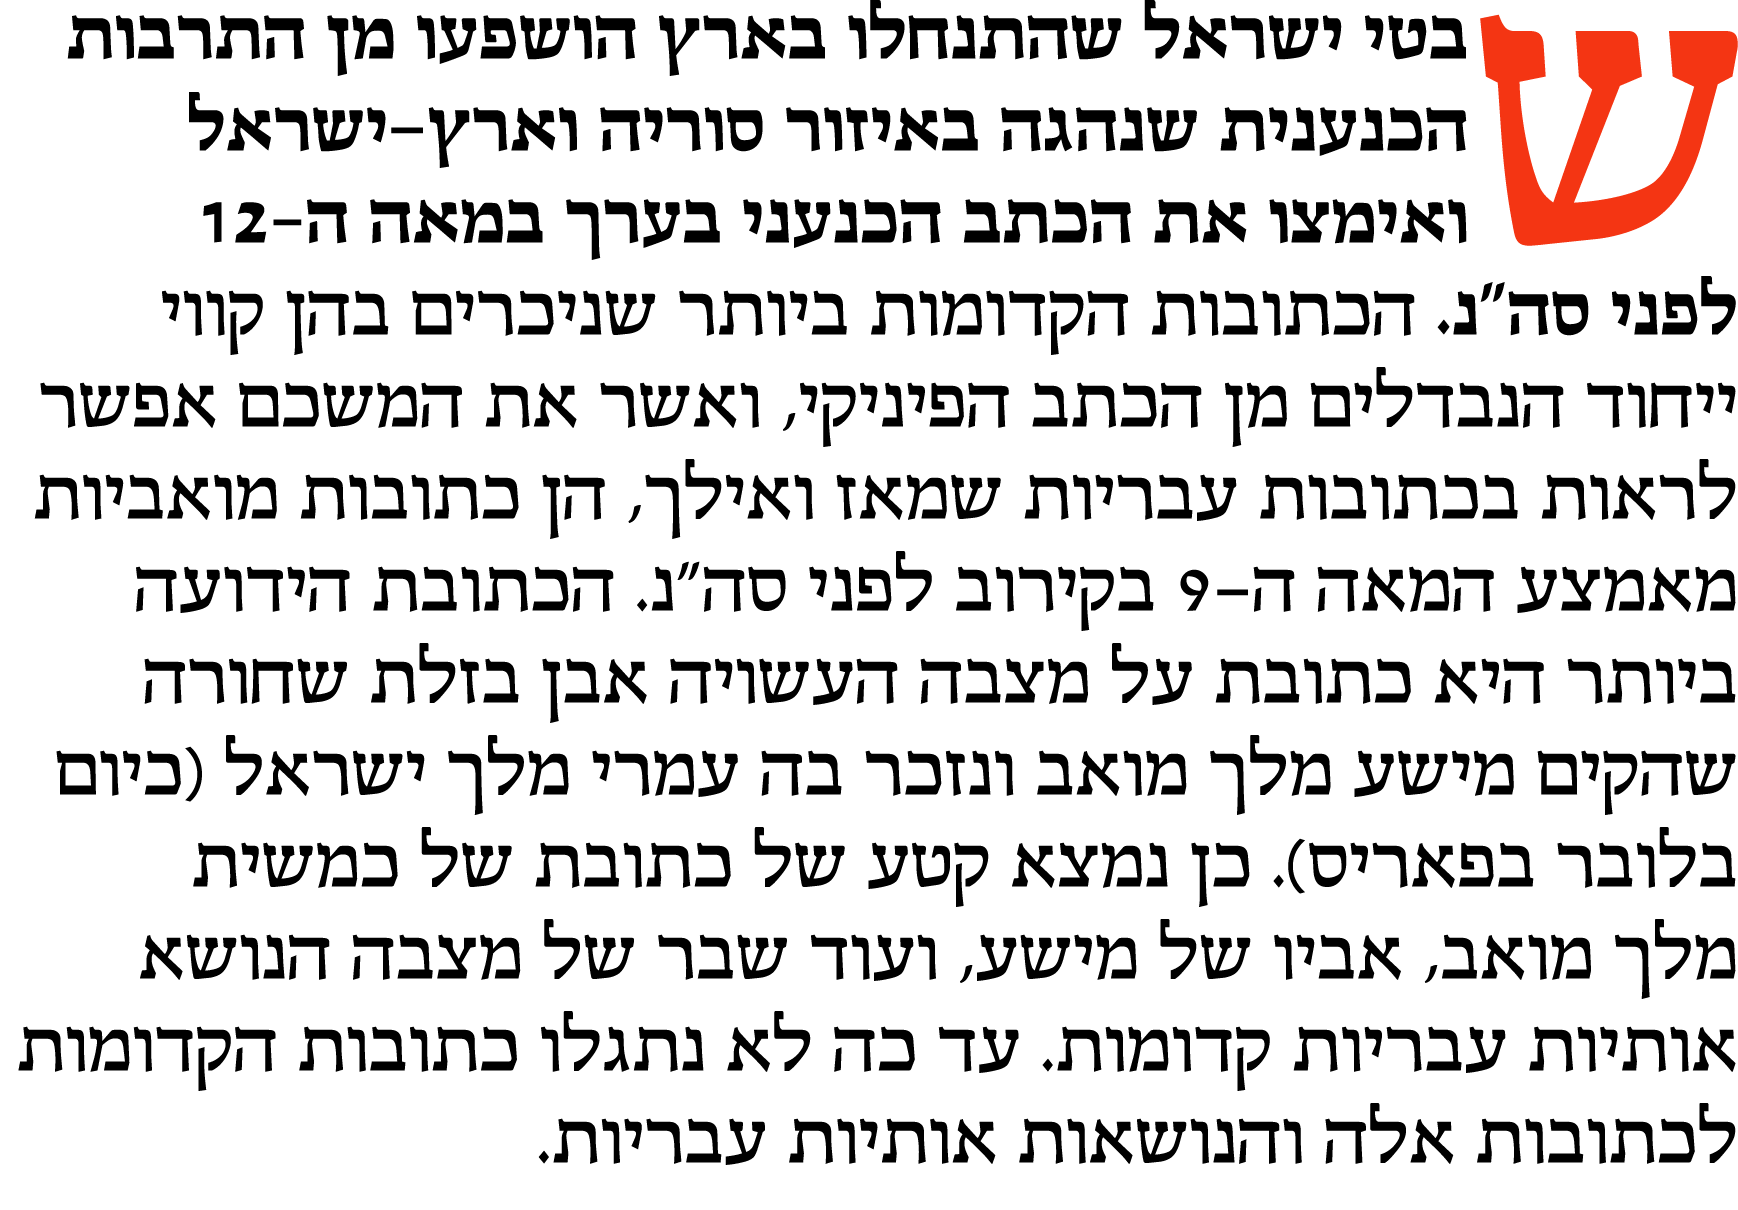 שבטי ישראל שהתנחלו בארץ הושפעו מן התרבות
הכנענית שנהגה באיזור סוריה וארץ–ישראל
ואימצו את הכתב הכנעני בערך במאה ה–12
לפני סה״נ. הכתובות הקדומות ביותר שניכרים בהן קווי
ייחוד הנבדלים מן הכתב הפיניקי, ואשר את המשכם אפשר
לראות בכתובות עבריות שמאז ואילך, הן כתובות מואביות
מאמצע המאה ה–9 בקירוב לפני סה״נ. הכתובת הידועה
ביותר היא כתובת על מצבה העשויה אבן בזלת שחורה
שהקים מישע מלך מואב ונזכר בה עמרי מלך ישראל (כיום
בלובר בפאריס). כן נמצא קטע של כתובת של כמשית
מלך מואב, אביו של מישע, ועוד שבר של מצבה הנושא
אותיות עבריות קדומות. עד כה לא נתגלו כתובות הקדומות
לכתובות אלה והנושאות אותיות עבריות.